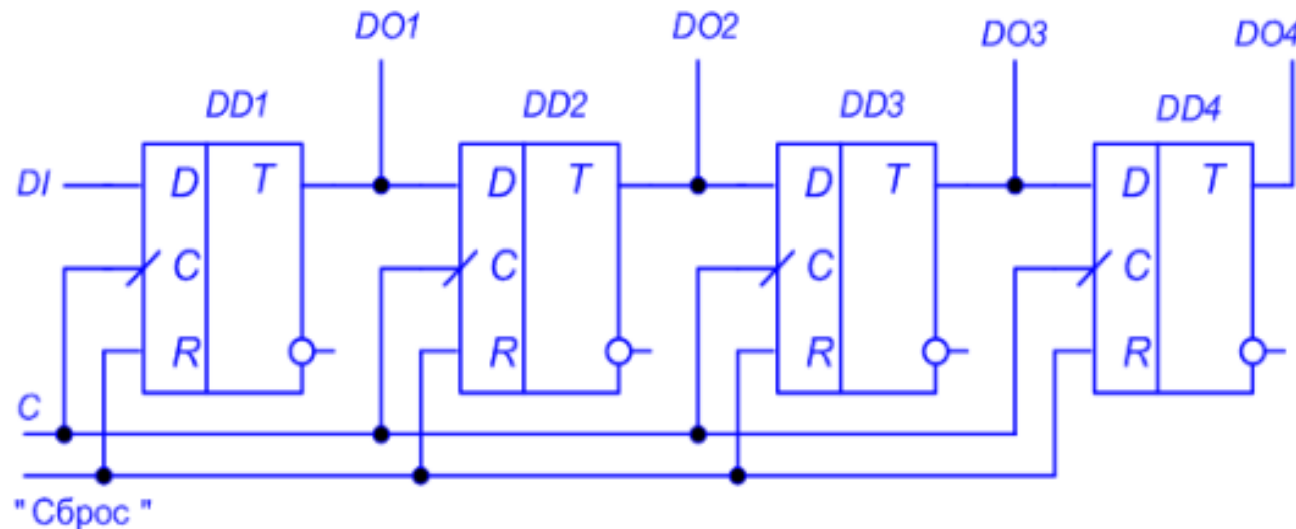 DO1 DO2 DO3 DO4
DD1 DD2 DD3 DD4
DI D T D T D T D T
C C C C
R R R R
C
"Сброс"